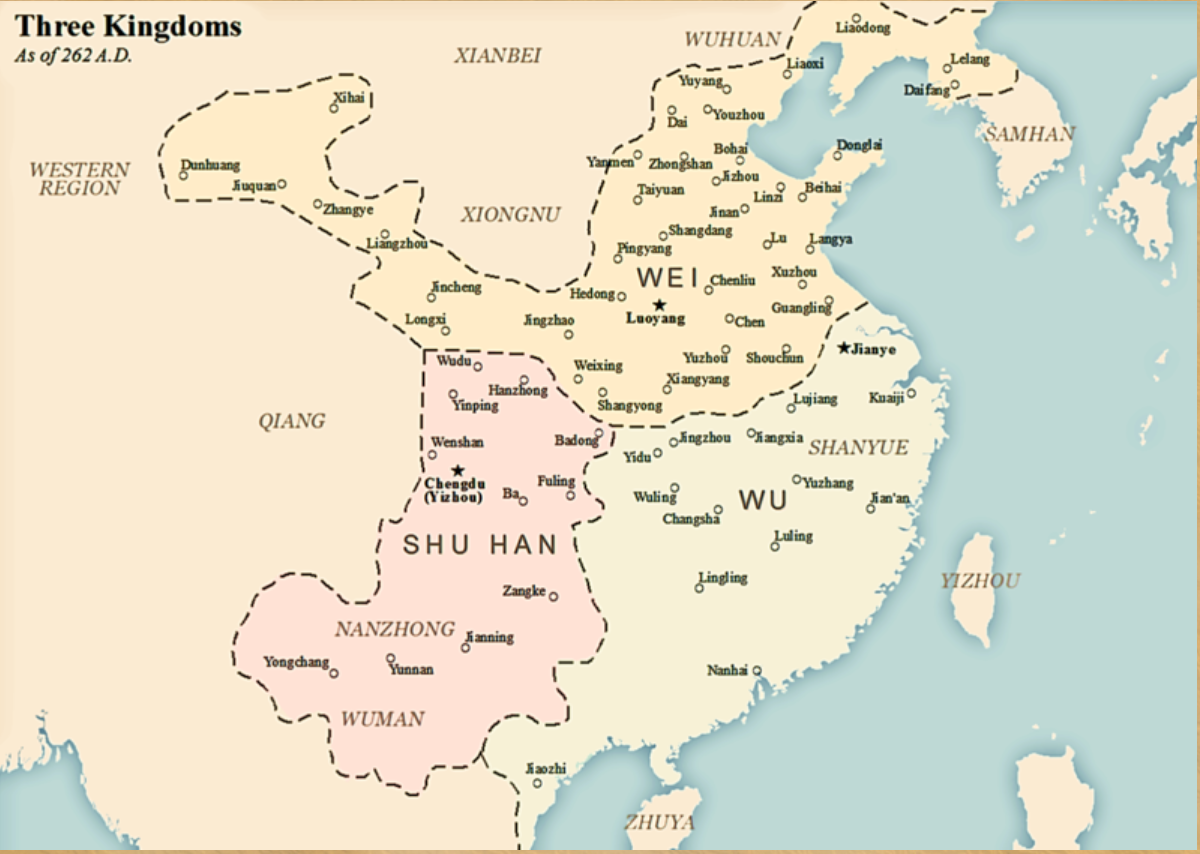 Three Kingdoms
As of 262 A.D.
XIANBEI
WUHUAN
Liaodong
Liaoxi
Lelang
Daifang
SAMHAN
Yuyang
Youzhou
Dai
Xihai
WESTERN
REGION
Dunhuang
Jiuquan
Zhangye
Liangzhou
XIONGNU
Yanmen
Zhongshan
Bohai
Donglai
Jizhou
Taiyuan
Linzi
Beihai
Jinan
Shangdang
Lu
Langya
Pingyang
WEI
Chenliu
Xuzhou
Jincheng
Hedong
Guangling
Luoyang
Longxi
Jingzhao
Chen
Jianye
Wudu
Weixing
Yuzhou
Shouchun
Hanzhong
Xiangyang
Yinping
Shangyong
Lujiang
Kuaiji
QIANG
Wenshan
Badong
Jingzhou
Jiangxia
SHANYUE
Yidu
Chengdu
(Yizhou)
Ba
Fuling
Wuling
WU
Yuzhang
Jian'an
Changsha
SHU HAN
Luling
Zangke
Lingling
YIZHOU
NANZHONG
Jianning
Yongchang
Yunnan
Nanhai
WUMAN
Jiaozhi
ZHUYA